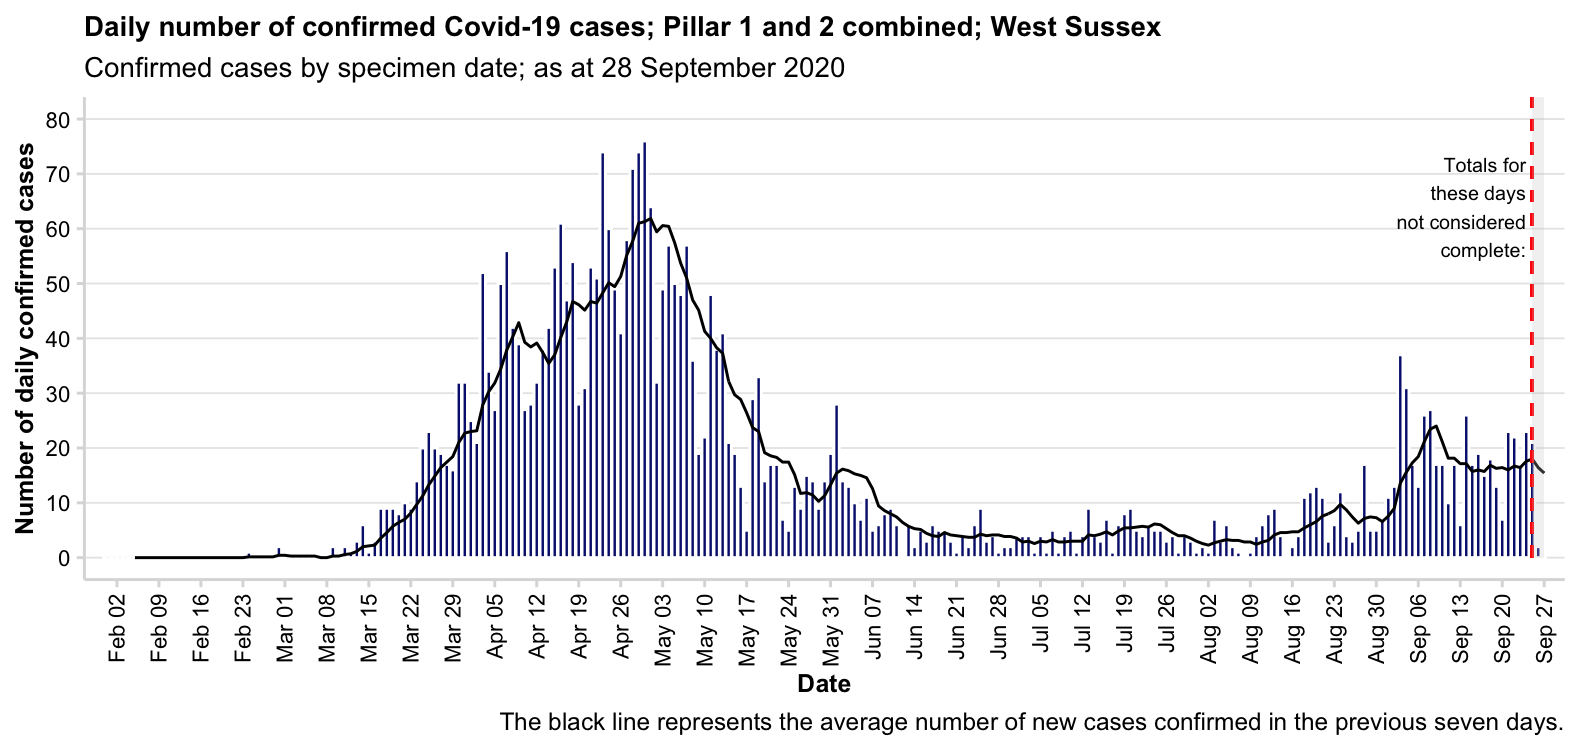 Daily number of confirmed Covid-19 cases; Pillar 1 and 2 combined; West Sussex
Confirmed cases by specimen date; as at 28 September 2020
Number of daily confirmed cases
80
70
60
50
40
30
20
10
0
Totals for
these days
not considered
complete:
Feb 02
Feb 09
Feb 16
Feb 23
Mar 01
Mar 08
Mar 15
Mar 22
Mar 29
Apr 05
Apr 12
Apr 19
Apr 26
May 03
May 10
May 17
May 24
May 31
Jun 07
Jun 14
Jun 21
Jun 28
Jul 05
Jul 12
Jul 19
Jul 26
Aug 02
Aug 09
Aug 16
Aug 23
Aug 30
Sep 06
Sep 13
Sep 20
Sep 27
Date
The black line represents the average number of new cases confirmed in the previous seven days.